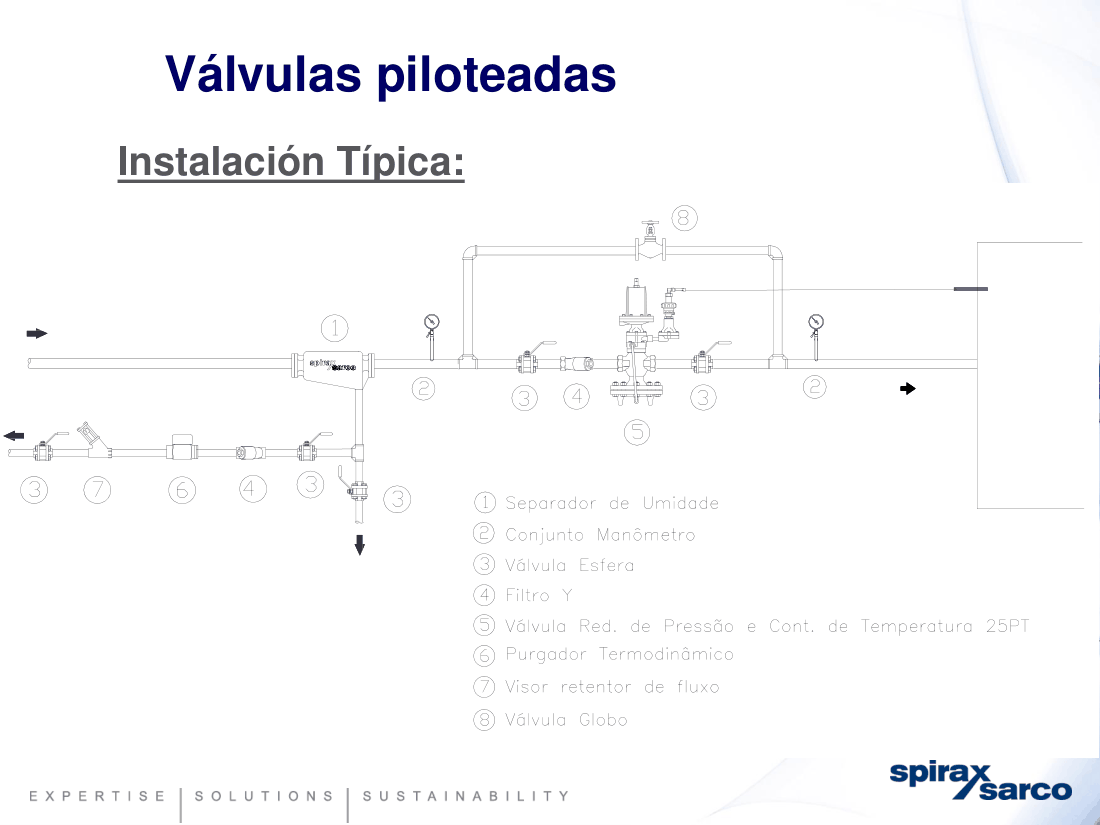 Válvulas piloteadas
Instalación Típica:
8
1
spirax
sarco
2
3
4
5
3
2
3
7
6
4
3
3
1 Separador de Umidade
2 Conjunto Manômetro
3 Válvula Esfera
4 Filtro Y
5 Válvula Red. de Pressão e Cont. de Temperatura 25PT
6 Purgador Termodinâmico
7 Visor retentor de fluxo
8 Válvula Globo
EXPERTISE SOLUTIONS SUSTAINABILITY
spirax
sarco